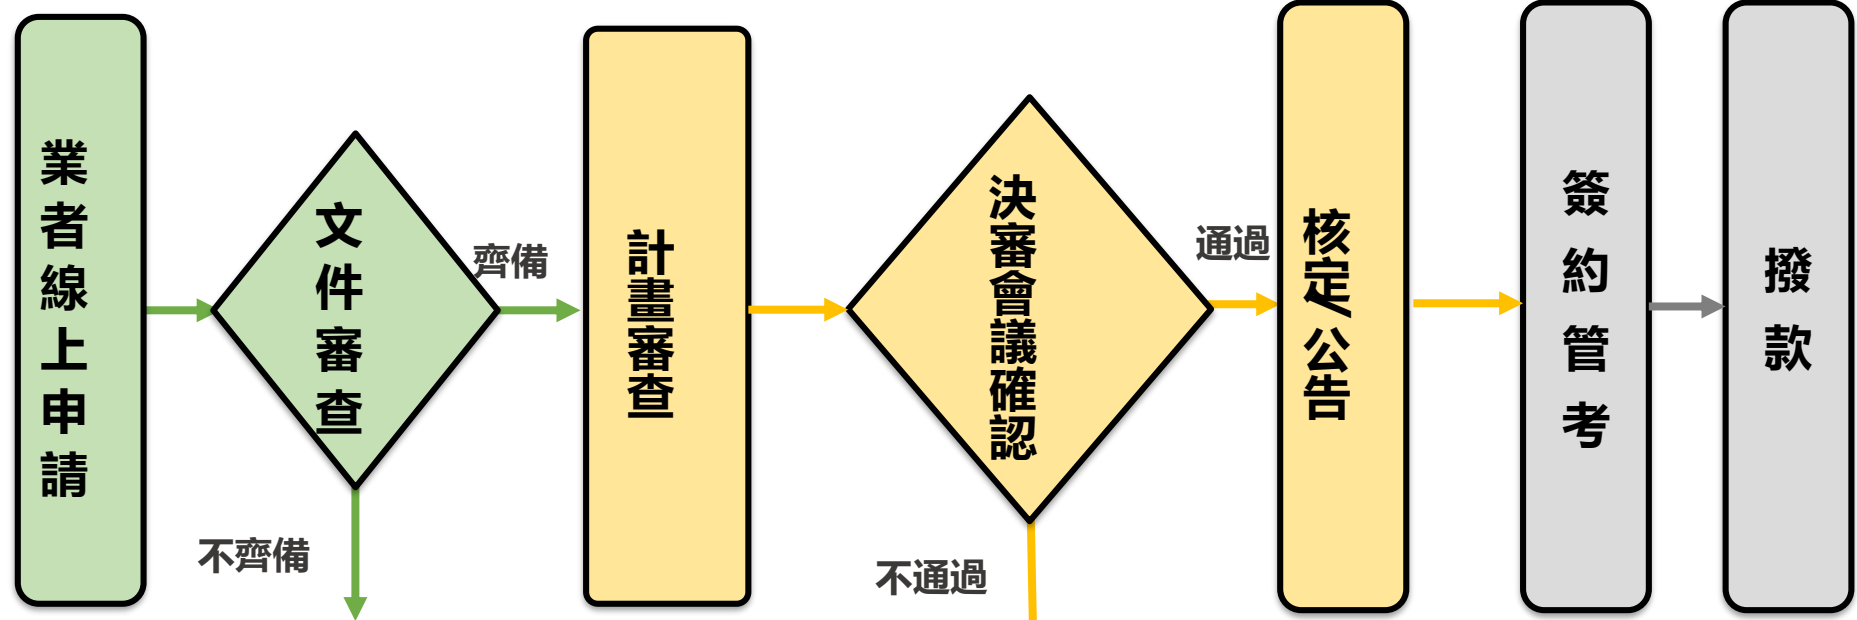 業者線上申請
文件審查
齊備
不齊備
計畫審查
決審會議確認
通過
不通過
核定/公告
簽約管考
撥款